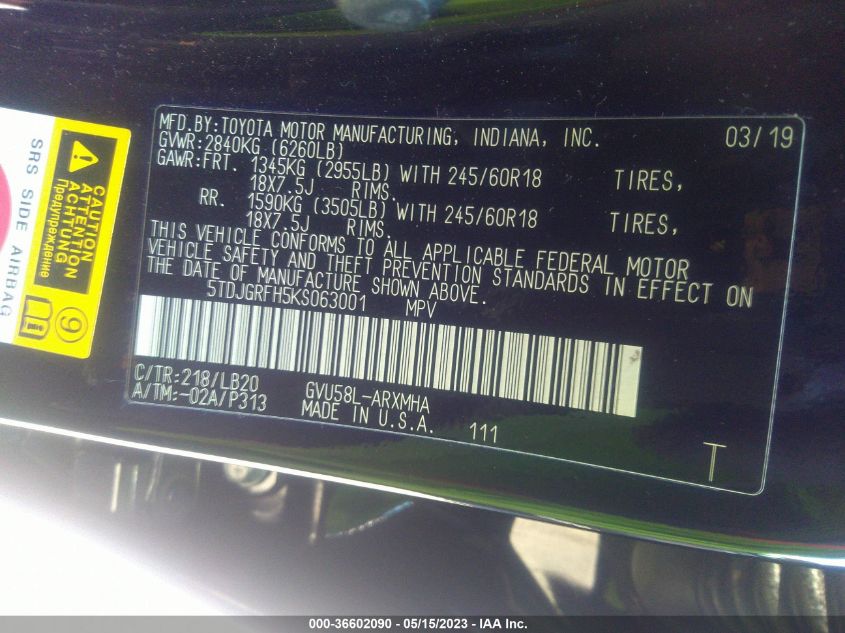 MFD.BY:TOYOTA MOTOR MANUFACTURING, INDIANA, INC. 03/19
GVWR:2840KG (6260LB)
GAWR:FRT. 1345KG (2955LB) WITH 245/60R18 TIRES,
18X7.5J RIMS.
RR. 1590KG (3505LB) WITH 245/60R18 TIRES,
18X7.5J RIMS.
THIS VEHICLE CONFORMS TO ALL APPLICABLE FEDERAL MOTOR
VEHICLE SAFETY AND THEFT PREVENTION STANDARDS IN EFFECT ON
THE DATE OF MANUFACTURE SHOWN ABOVE.
5TDJGRFH5KS063001 MPV
C/TR:218/LB20
A/TM:-02A/P313
GVU58L-ARXMHA
MADE IN U.S.A. 111
T
SRS SIDE AIRBAG
CAUTION
ATTENTION
ACHTUNG
Предупреждение
9
000-36602090 - 05/15/2023 - IAA Inc.